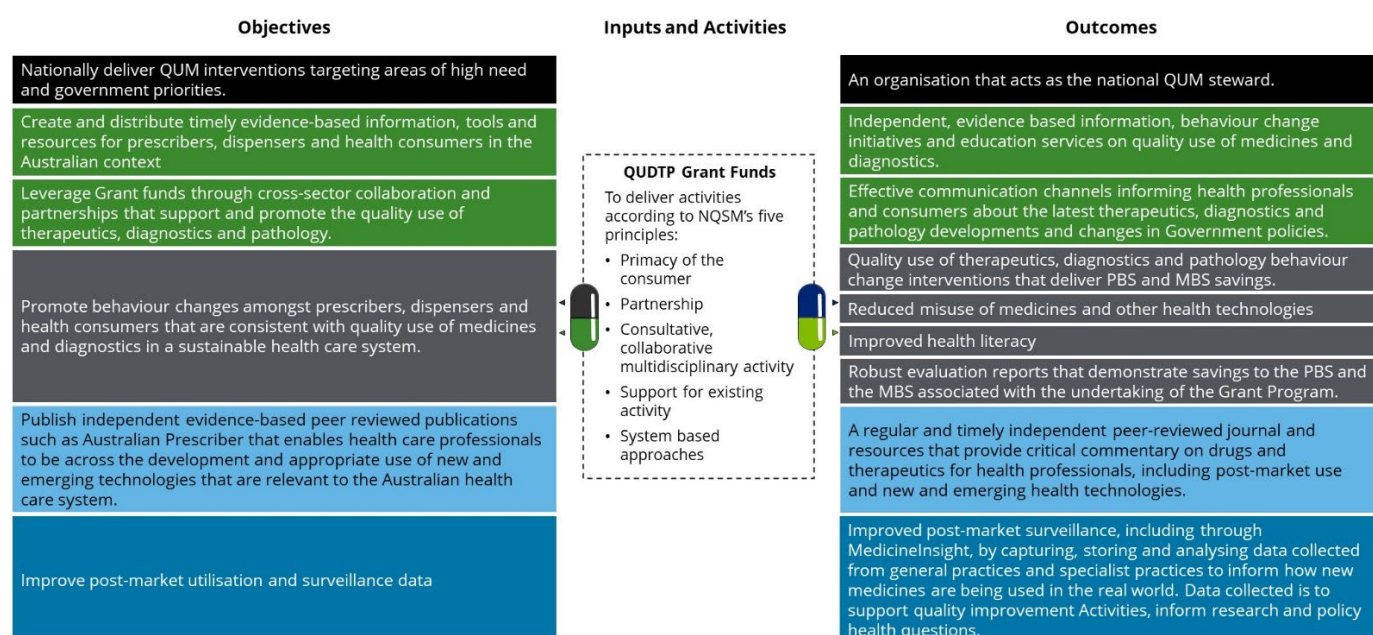 Objectives
Nationally deliver QUM interventions targeting areas of high need
and government priorities.
Create and distribute timely evidence-based information, tools and
resources for prescribers, dispensers and health consumers in the
Australian context
Leverage Grant funds through cross-sector collaboration and
partnerships that support and promote the quality use of
therapeutics, diagnostics and pathology.
Promote behaviour changes amongst prescribers, dispensers and
health consumers that are consistent with quality use of medicines
and diagnostics in a sustainable health care system.
Publish independent evidence-based peer reviewed publications
such as Australian Prescriber that enables health care professionals
to be across the development and appropriate use of new and
emerging technologies that are relevant to the Australian health
care system.
Improve post-market utilisation and surveillance data
Inputs and Activities
QUDTP Grant Funds
To deliver activities
according to NQSM's five
principles:
• Primacy of the
consumer
• Partnership
• Consultative,
collaborative
multidisciplinary activity
• Support for existing
activity
• System based
approaches
Outcomes
An organisation that acts as the national QUM steward.
Independent, evidence based information, behaviour change
initiatives and education services on quality use of medicines and
diagnostics.
Effective communication channels informing health professionals
and consumers about the latest therapeutics, diagnostics and
pathology developments and changes in Government policies.
Quality use of therapeutics, diagnostics and pathology behaviour
change interventions that deliver PBS and MBS savings.
Reduced misuse of medicines and other health technologies
Improved health literacy
Robust evaluation reports that demonstrate savings to the PBS and
the MBS associated with the undertaking of the Grant Program.
A regular and timely independent peer-reviewed journal and
resources that provide critical commentary on drugs and
therapeutics for health professionals, including post-market use
and new and emerging health technologies.
Improved post-market surveillance, including through
MedicineInsight, by capturing, storing and analysing data collected
from general practices and specialist practices to inform how new
medicines are being used in the real world. Data collected is to
support quality improvement Activities, inform research and policy
health questions.